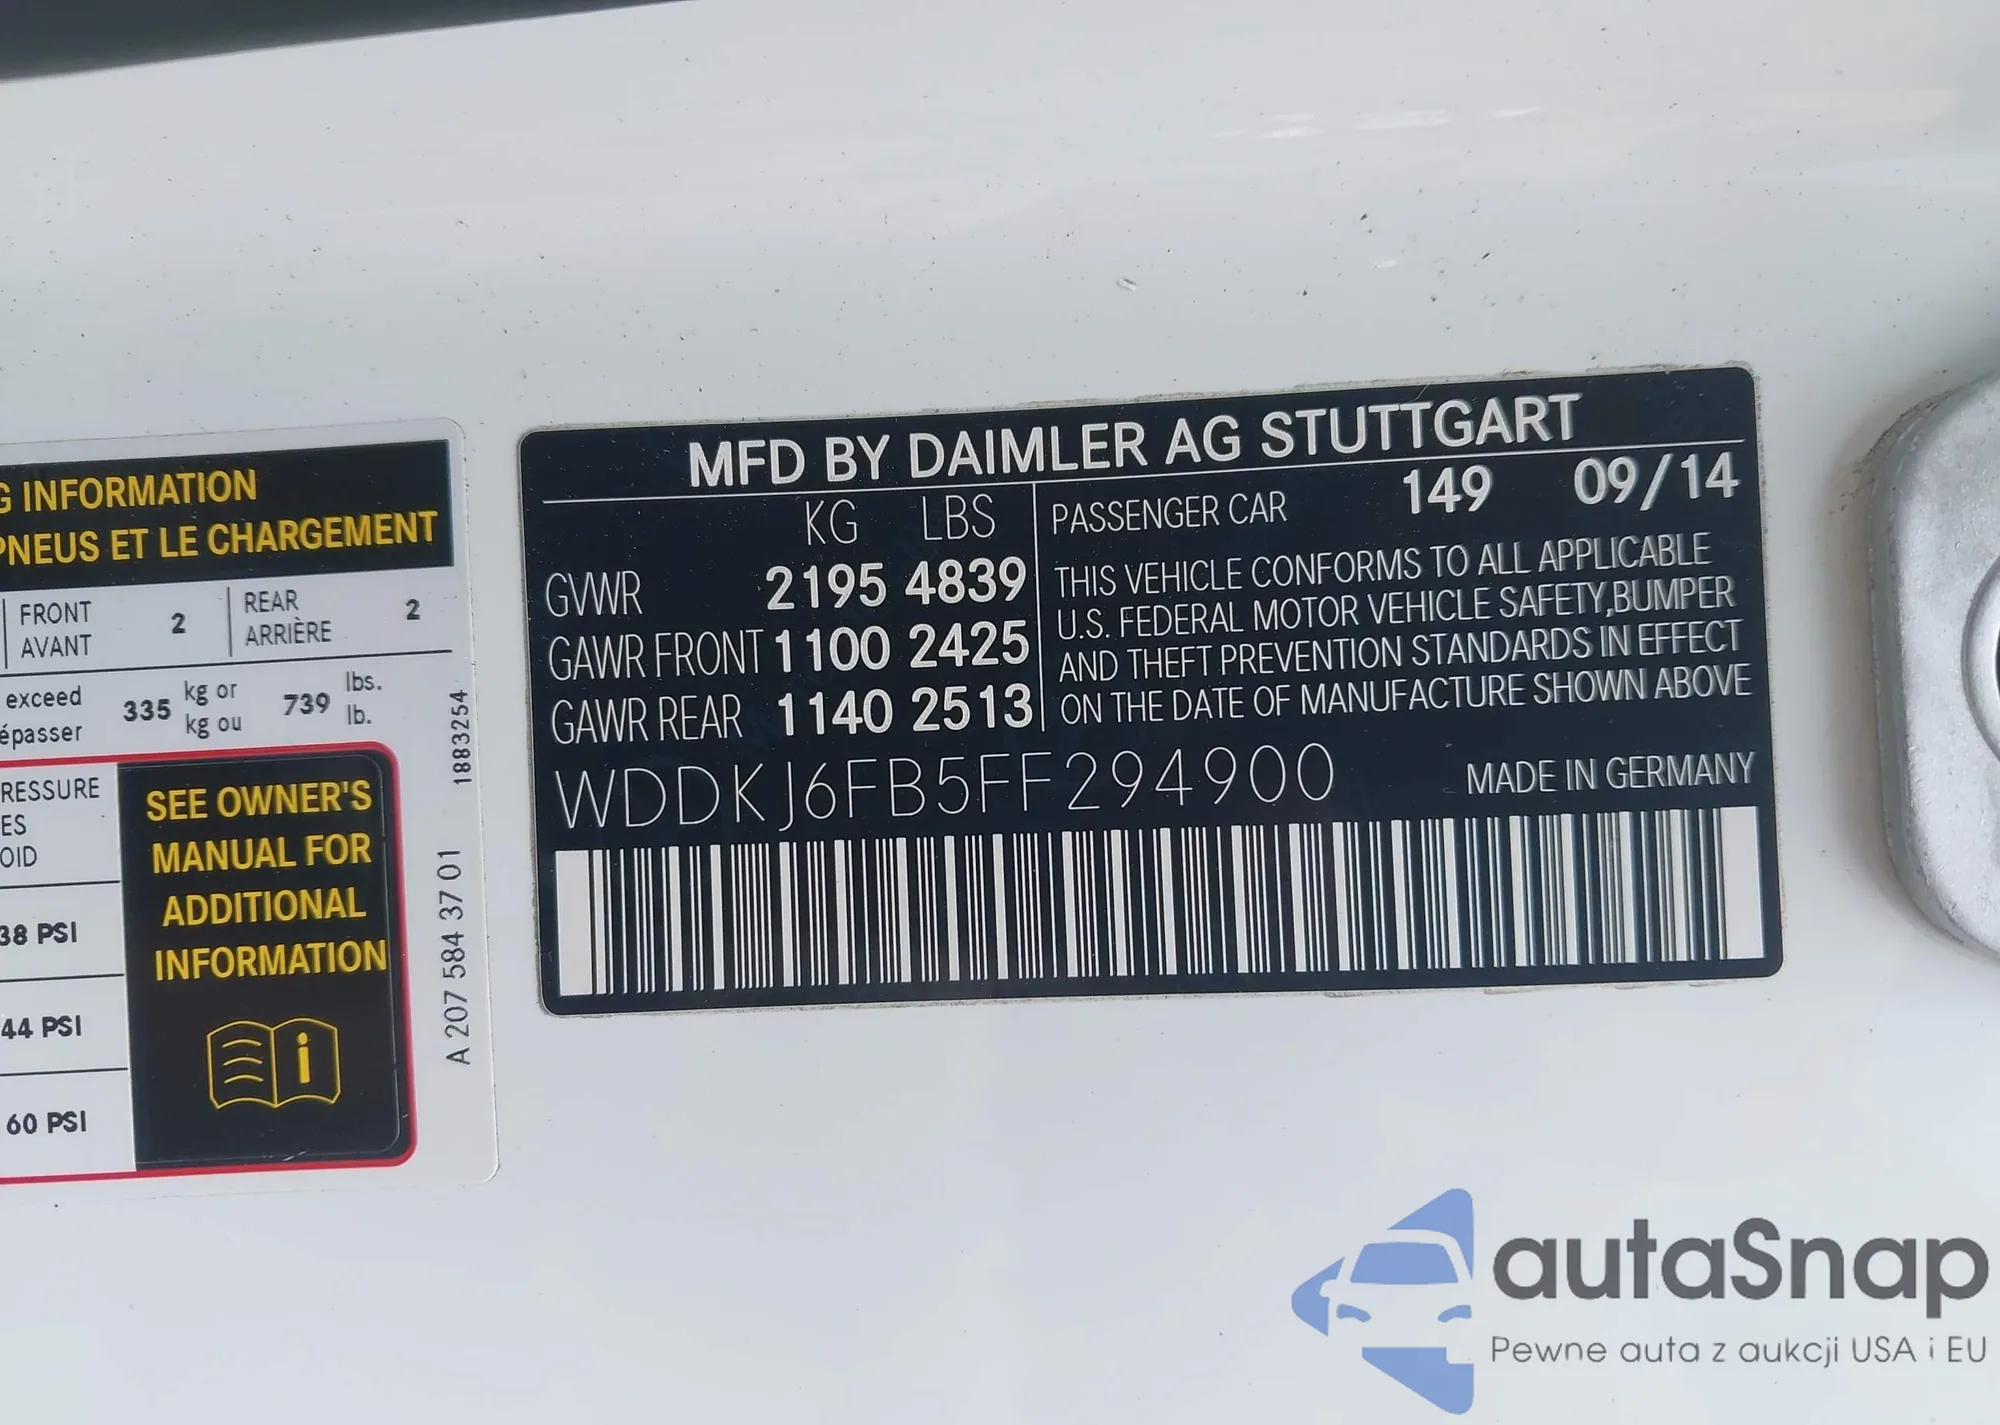 G INFORMATION
PNEUS ET LE CHARGEMENT
FRONT
AVANT
2
REAR
ARRIÈRE
2
exceed
épasser
335
kg or
kg ou
739
lbs.
lb.
RESSURE
ES
OID
38 PSI
44 PSI
60 PSI
SEE OWNER'S
MANUAL FOR
ADDITIONAL
INFORMATION
i
1883254
A 207 584 37 01
MFD BY DAIMLER AG STUTTGART
KG LBS
GVWR 2195 4839
GAWR FRONT 1100 2425
GAWR REAR 1140 2513
PASSENGER CAR 149 09/14
THIS VEHICLE CONFORMS TO ALL APPLICABLE
U.S. FEDERAL MOTOR VEHICLE SAFETY,BUMPER
AND THEFT PREVENTION STANDARDS IN EFFECT
ON THE DATE OF MANUFACTURE SHOWN ABOVE
WDDKJ6FB5FF294900
MADE IN GERMANY
autaSnap
Pewne auta z aukcji USA i EU